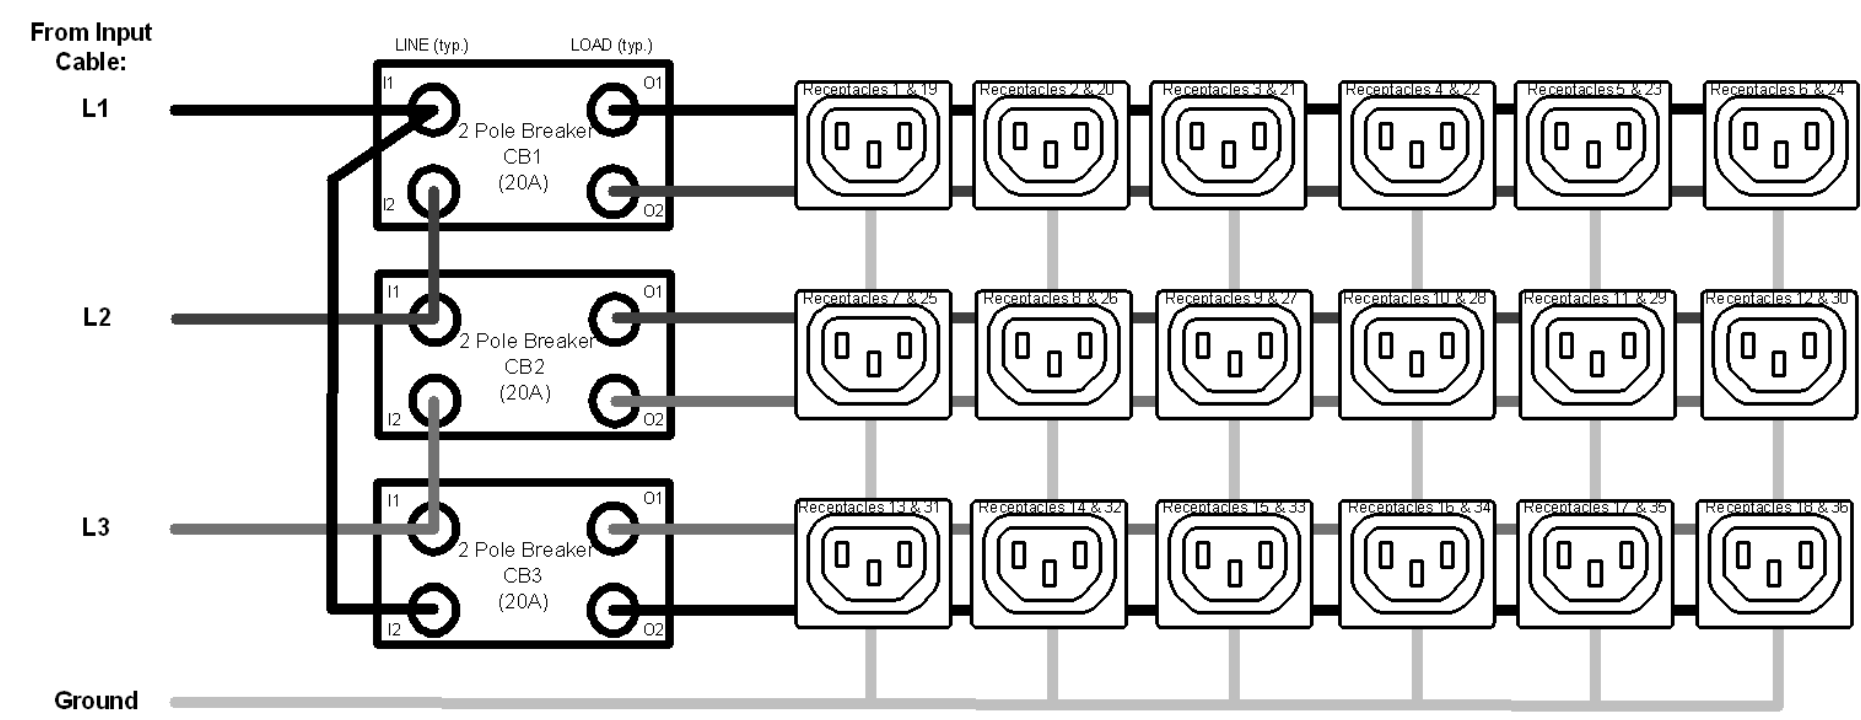 From Input
Cable:
LINE (typ.)
LOAD (typ.)
L1
I1
O1
2 Pole Breaker
CB1
(20A)
I2
O2
Receptacles 1 & 19
Receptacles 2 & 20
Receptacles 3 & 21
Receptacles 4 & 22
Receptacles 5 & 23
Receptacles 6 & 24
L2
I1
O1
2 Pole Breaker
CB2
(20A)
I2
O2
Receptacles 7 & 25
Receptacles 8 & 26
Receptacles 9 & 27
Receptacles 10 & 28
Receptacles 11 & 29
Receptacles 12 & 30
L3
I1
O1
2 Pole Breaker
CB3
(20A)
I2
O2
Receptacles 13 & 31
Receptacles 14 & 32
Receptacles 15 & 33
Receptacles 16 & 34
Receptacles 17 & 35
Receptacles 18 & 36
Ground